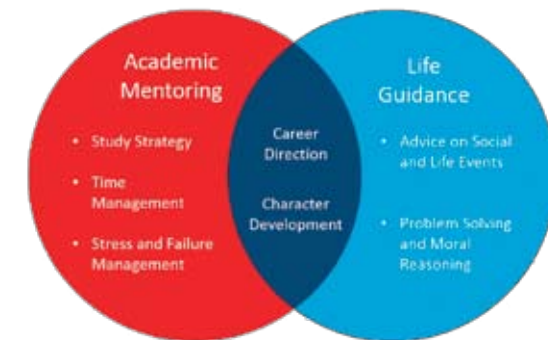 Academic
Mentoring
• Study Strategy
• Time
Management
• Stress and Failure
Management
Career
Direction
Character
Development
Life
Guidance
• Advice on Social
and Life Events
• Problem Solving
and Moral
Reasoning